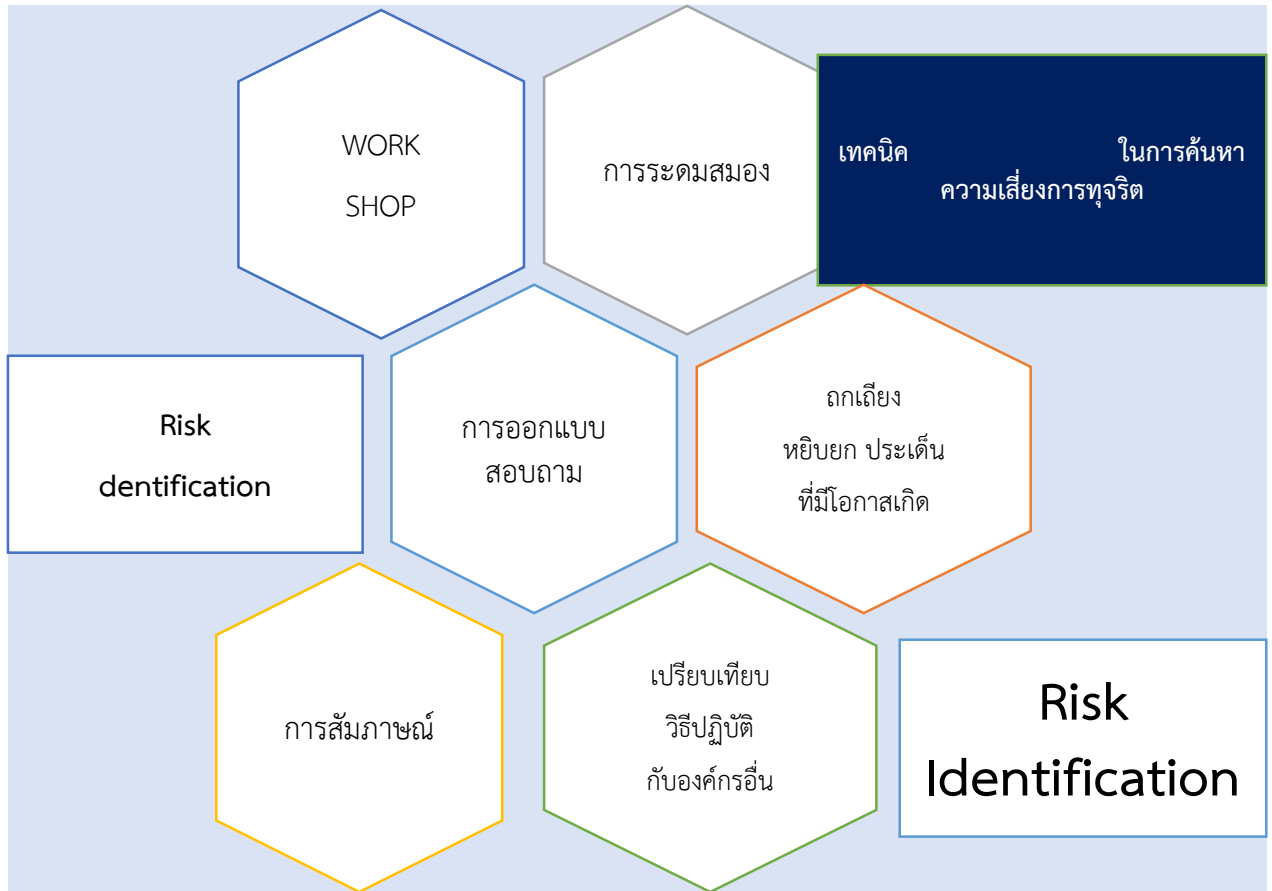 WORK
SHOP
การระดมสมอง
เทคนิค ในการค้นหา
ความเสี่ยงการทุจริต
Risk
dentification
การออกแบบ
สอบถาม
ถกเถียง
หยิบยก ประเด็น
ที่มีโอกาสเกิด
การสัมภาษณ์
เปรียบเทียบ
วิธีปฏิบัติ
กับองค์กรอื่น
Risk
Identification